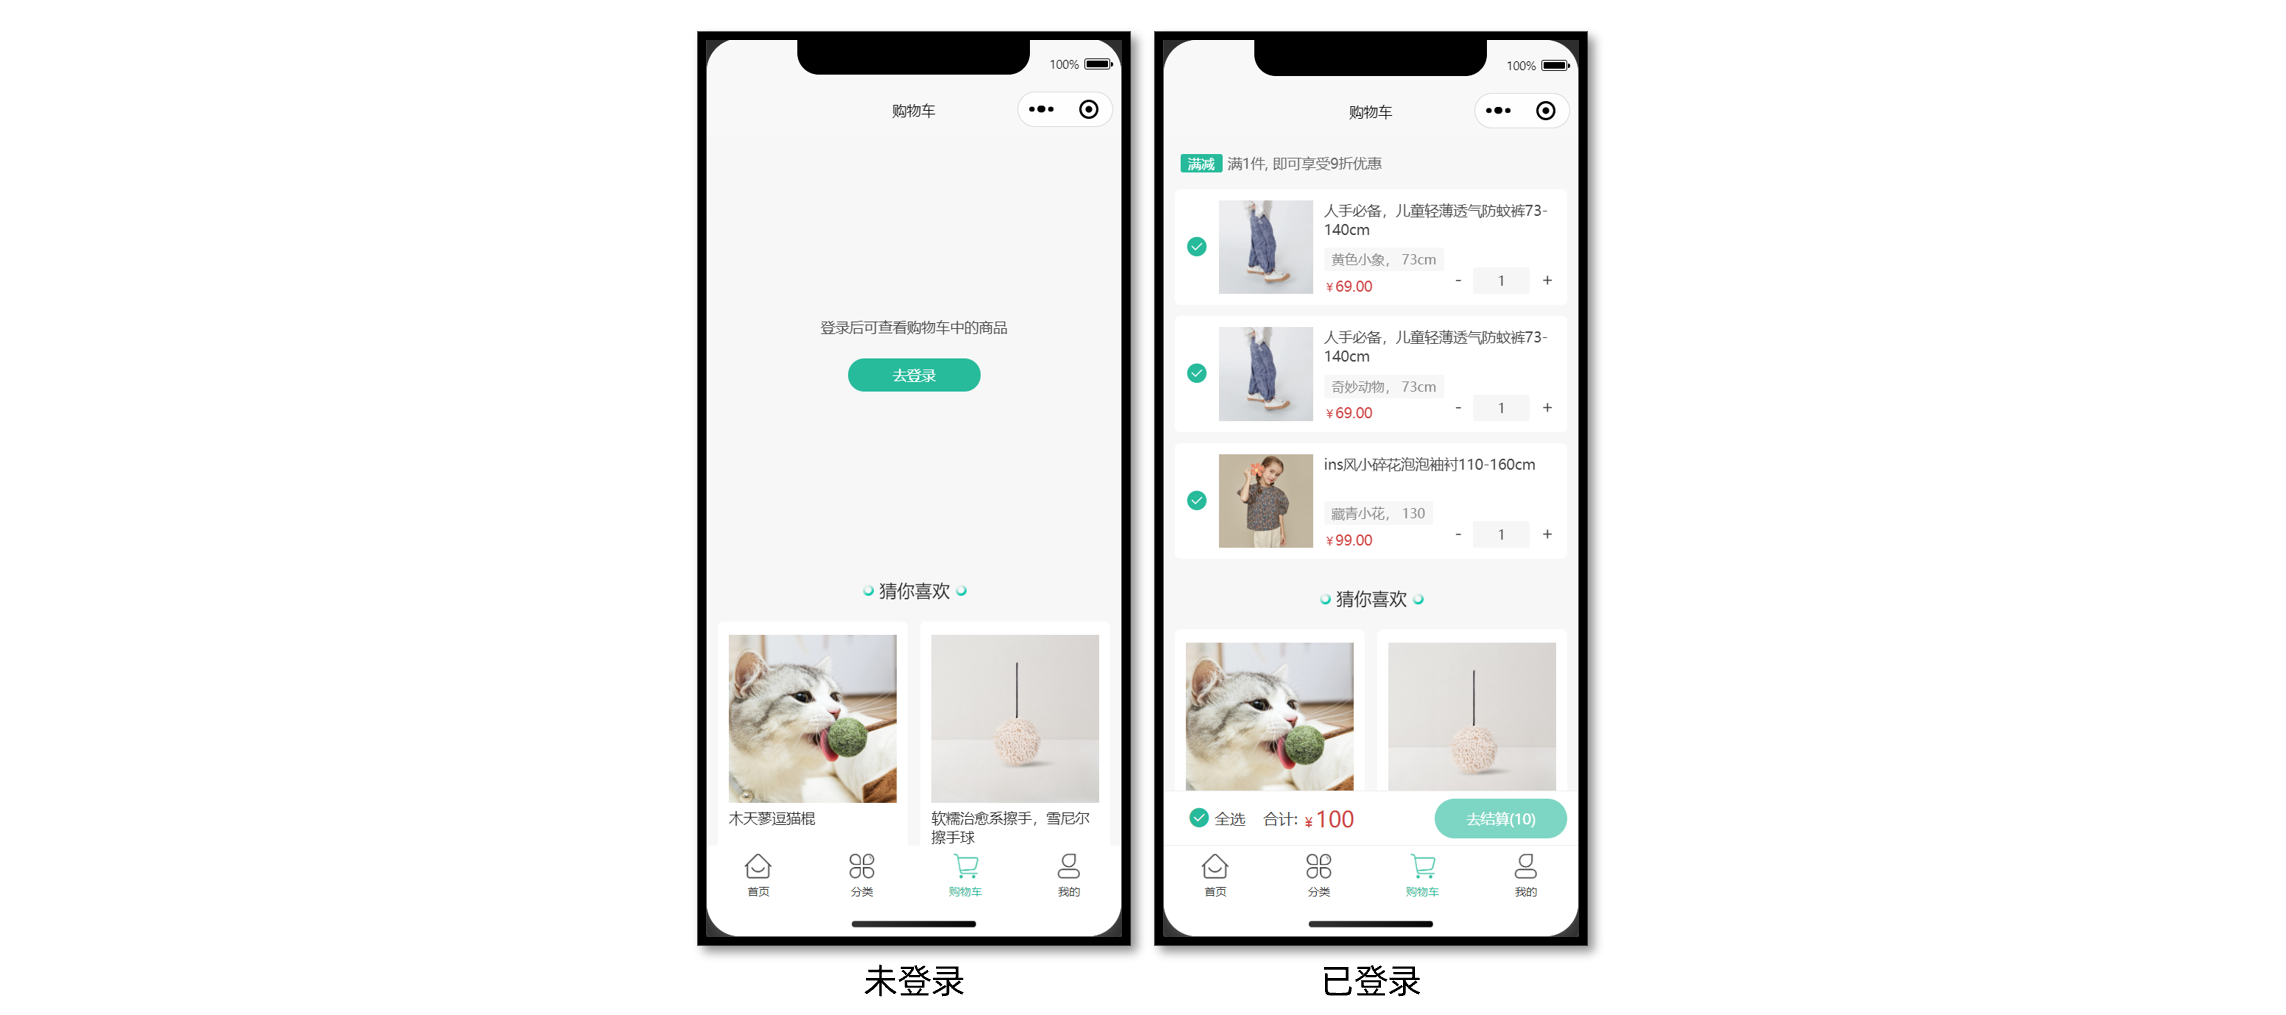 100%
购物车
登录后可查看购物车中的商品
去登录
猜你喜欢
木天蓼逗猫棍
软糯治愈系擦手，雪尼尔
擦手球
首页
分类
购物车
我的
未登录
100%
购物车
满减 满1件, 即可享受9折优惠
人手必备，儿童轻薄透气防蚊裤73-
140cm
黄色小象， 73cm
¥69.00 - 1 +
人手必备，儿童轻薄透气防蚊裤73-
140cm
奇妙动物， 73cm
¥69.00 - 1 +
ins风小碎花泡泡袖衬110-160cm
藏青小花， 130
¥99.00 - 1 +
猜你喜欢
全选 合计: ¥100 去结算(10)
首页
分类
购物车
我的
已登录